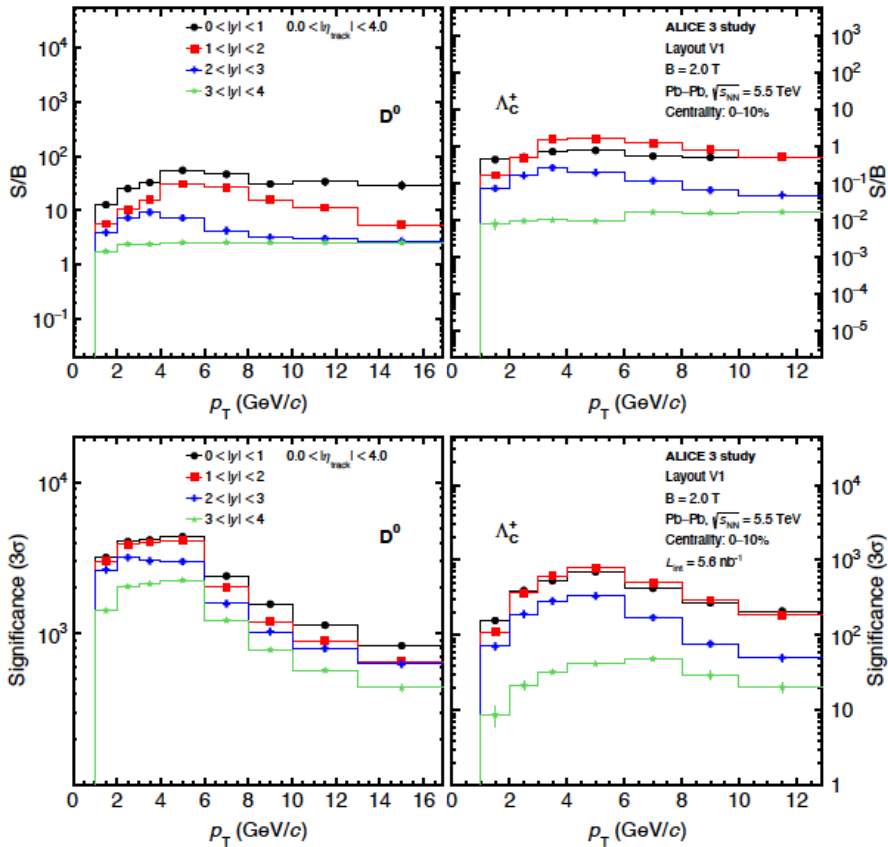 0 < |y| < 1 0.0 < |η_track| < 4.0
1 < |y| < 2
2 < |y| < 3
3 < |y| < 4
D⁰
S/B
10⁴
10³
10²
10
1
10⁻¹
0 2 4 6 8 10 12 14 16
p_T (GeV/c)
ALICE 3 study
Layout V1
B = 2.0 T
Pb–Pb, √s_NN = 5.5 TeV
Centrality: 0–10%
Λ_c⁺
S/B
10³
10²
10
1
10⁻¹
10⁻²
10⁻³
10⁻⁴
10⁻⁵
0 2 4 6 8 10 12
p_T (GeV/c)
0 < |y| < 1 0.0 < |η_track| < 4.0
1 < |y| < 2
2 < |y| < 3
3 < |y| < 4
D⁰
Significance (3σ)
10⁴
10³
0 2 4 6 8 10 12 14 16
p_T (GeV/c)
ALICE 3 study
Layout V1
B = 2.0 T
Pb–Pb, √s_NN = 5.5 TeV
Centrality: 0–10%
L_int = 5.6 nb⁻¹
Λ_c⁺
Significance (3σ)
10⁴
10³
10²
10
1
0 2 4 6 8 10 12
p_T (GeV/c)